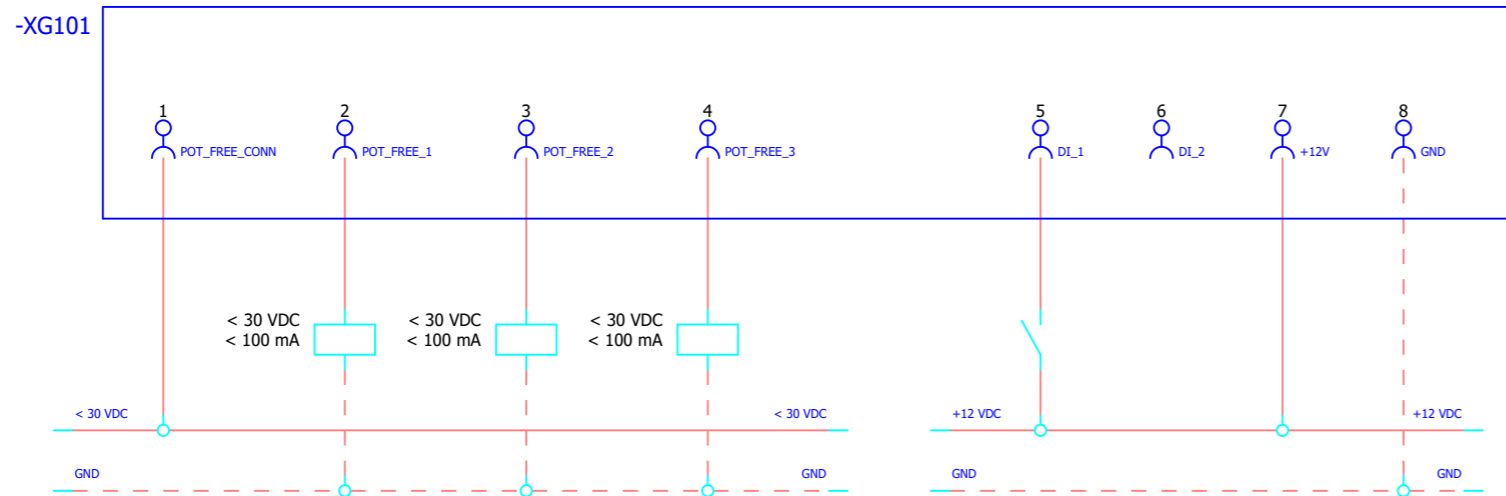 -XG101
1 2 3 4 5 6 7 8
POT_FREE_CONN POT_FREE_1 POT_FREE_2 POT_FREE_3 DI_1 DI_2 +12V GND
< 30 VDC < 30 VDC < 30 VDC
< 100 mA < 100 mA < 100 mA
< 30 VDC < 30 VDC +12 VDC +12 VDC
GND GND GND GND